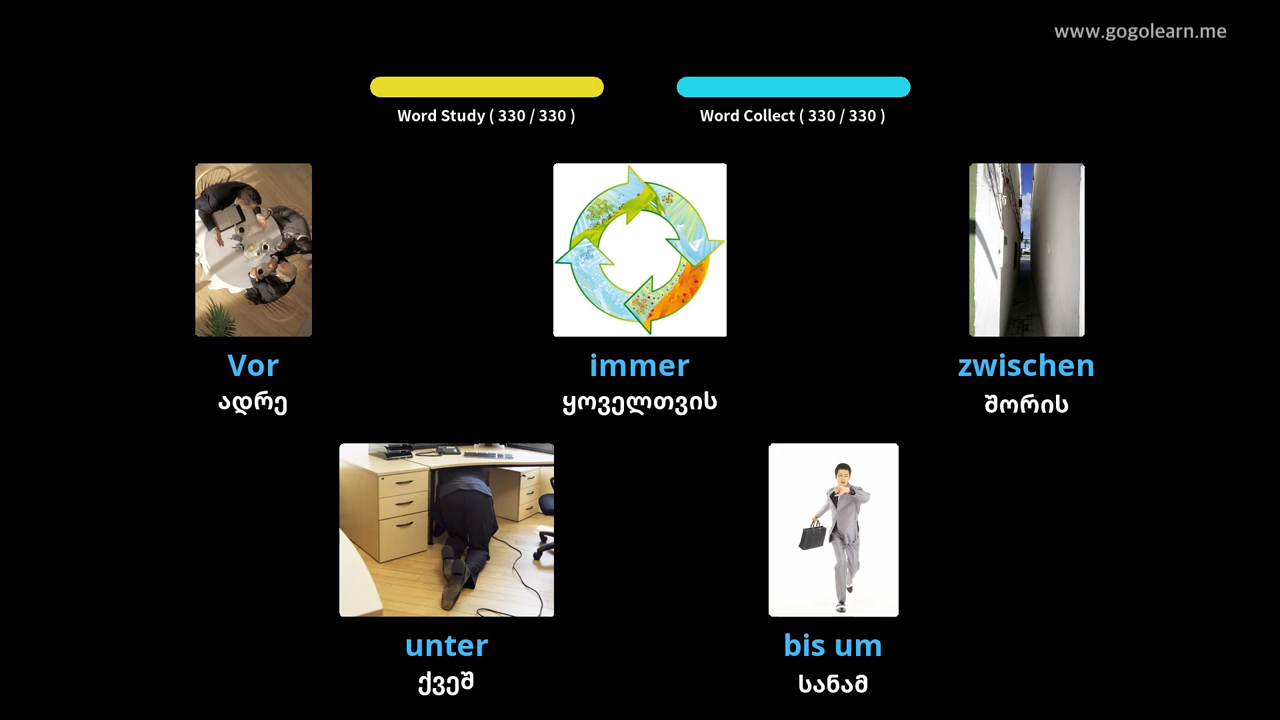 www.gogolearn.me
Word Study ( 330 / 330 )
Word Collect ( 330 / 330 )
Vor
ადრე
immer
ყოველთვის
zwischen
შორის
unter
ქვეშ
bis um
სანამ